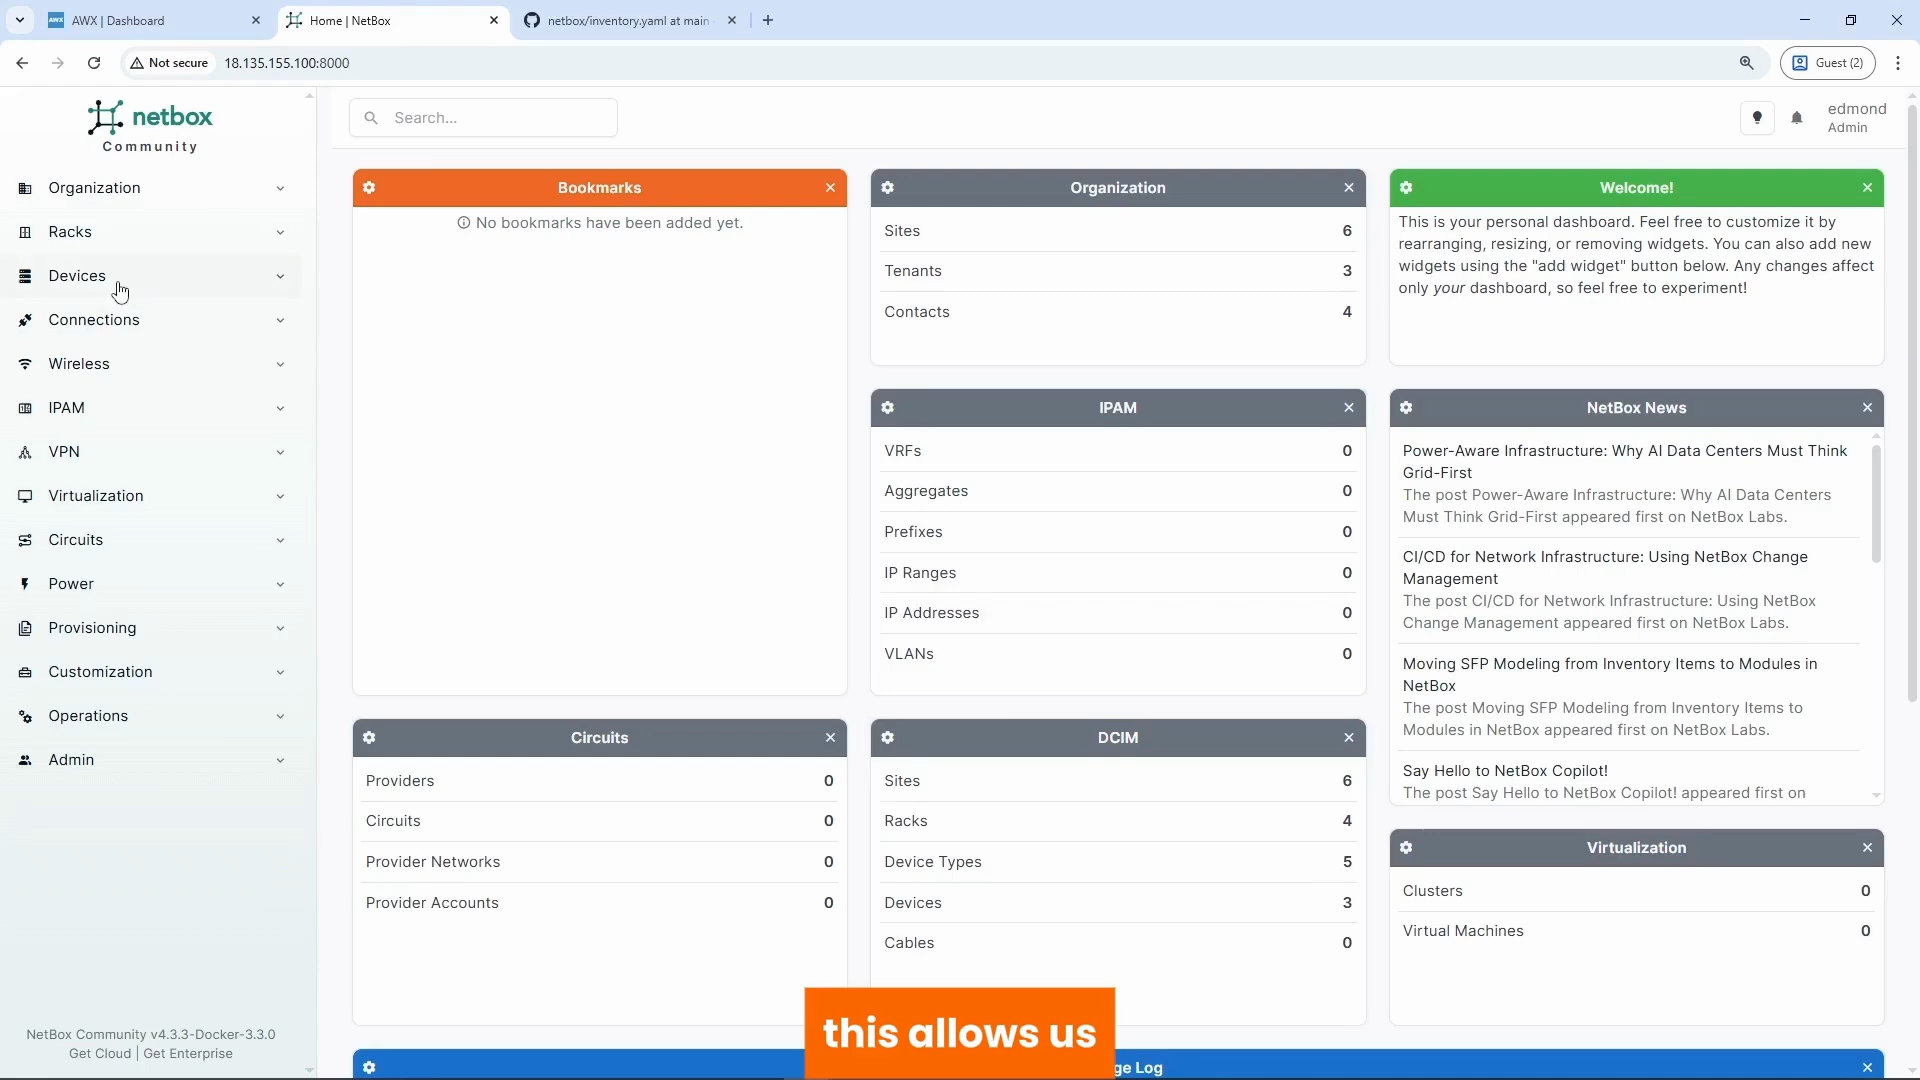 AWX | Dashboard
Home | NetBox
netbox/inventory.yaml at main
Not secure
18.135.155.100:8000
Guest (2)
netbox
Community
Search...
edmond
Admin
Organization
Racks
Devices
Connections
Wireless
IPAM
VPN
Virtualization
Circuits
Power
Provisioning
Customization
Operations
Admin
NetBox Community v4.3.3-Docker-3.3.0
Get Cloud | Get Enterprise
Bookmarks
No bookmarks have been added yet.
Organization
Sites 6
Tenants 3
Contacts 4
Welcome!
This is your personal dashboard. Feel free to customize it by
rearranging, resizing, or removing widgets. You can also add new
widgets using the "add widget" button below. Any changes affect
only your dashboard, so feel free to experiment!
IPAM
VRFs 0
Aggregates 0
Prefixes 0
IP Ranges 0
IP Addresses 0
VLANs 0
NetBox News
Power-Aware Infrastructure: Why AI Data Centers Must Think
Grid-First
The post Power-Aware Infrastructure: Why AI Data Centers
Must Think Grid-First appeared first on NetBox Labs.
CI/CD for Network Infrastructure: Using NetBox Change
Management
The post CI/CD for Network Infrastructure: Using NetBox
Change Management appeared first on NetBox Labs.
Moving SFP Modeling from Inventory Items to Modules in
NetBox
The post Moving SFP Modeling from Inventory Items to
Modules in NetBox appeared first on NetBox Labs.
Say Hello to NetBox Copilot!
The post Say Hello to NetBox Copilot! appeared first on
Circuits
Providers 0
Circuits 0
Provider Networks 0
Provider Accounts 0
DCIM
Sites 6
Racks 4
Device Types 5
Devices 3
Cables 0
Virtualization
Clusters 0
Virtual Machines 0
this allows us
ge Log